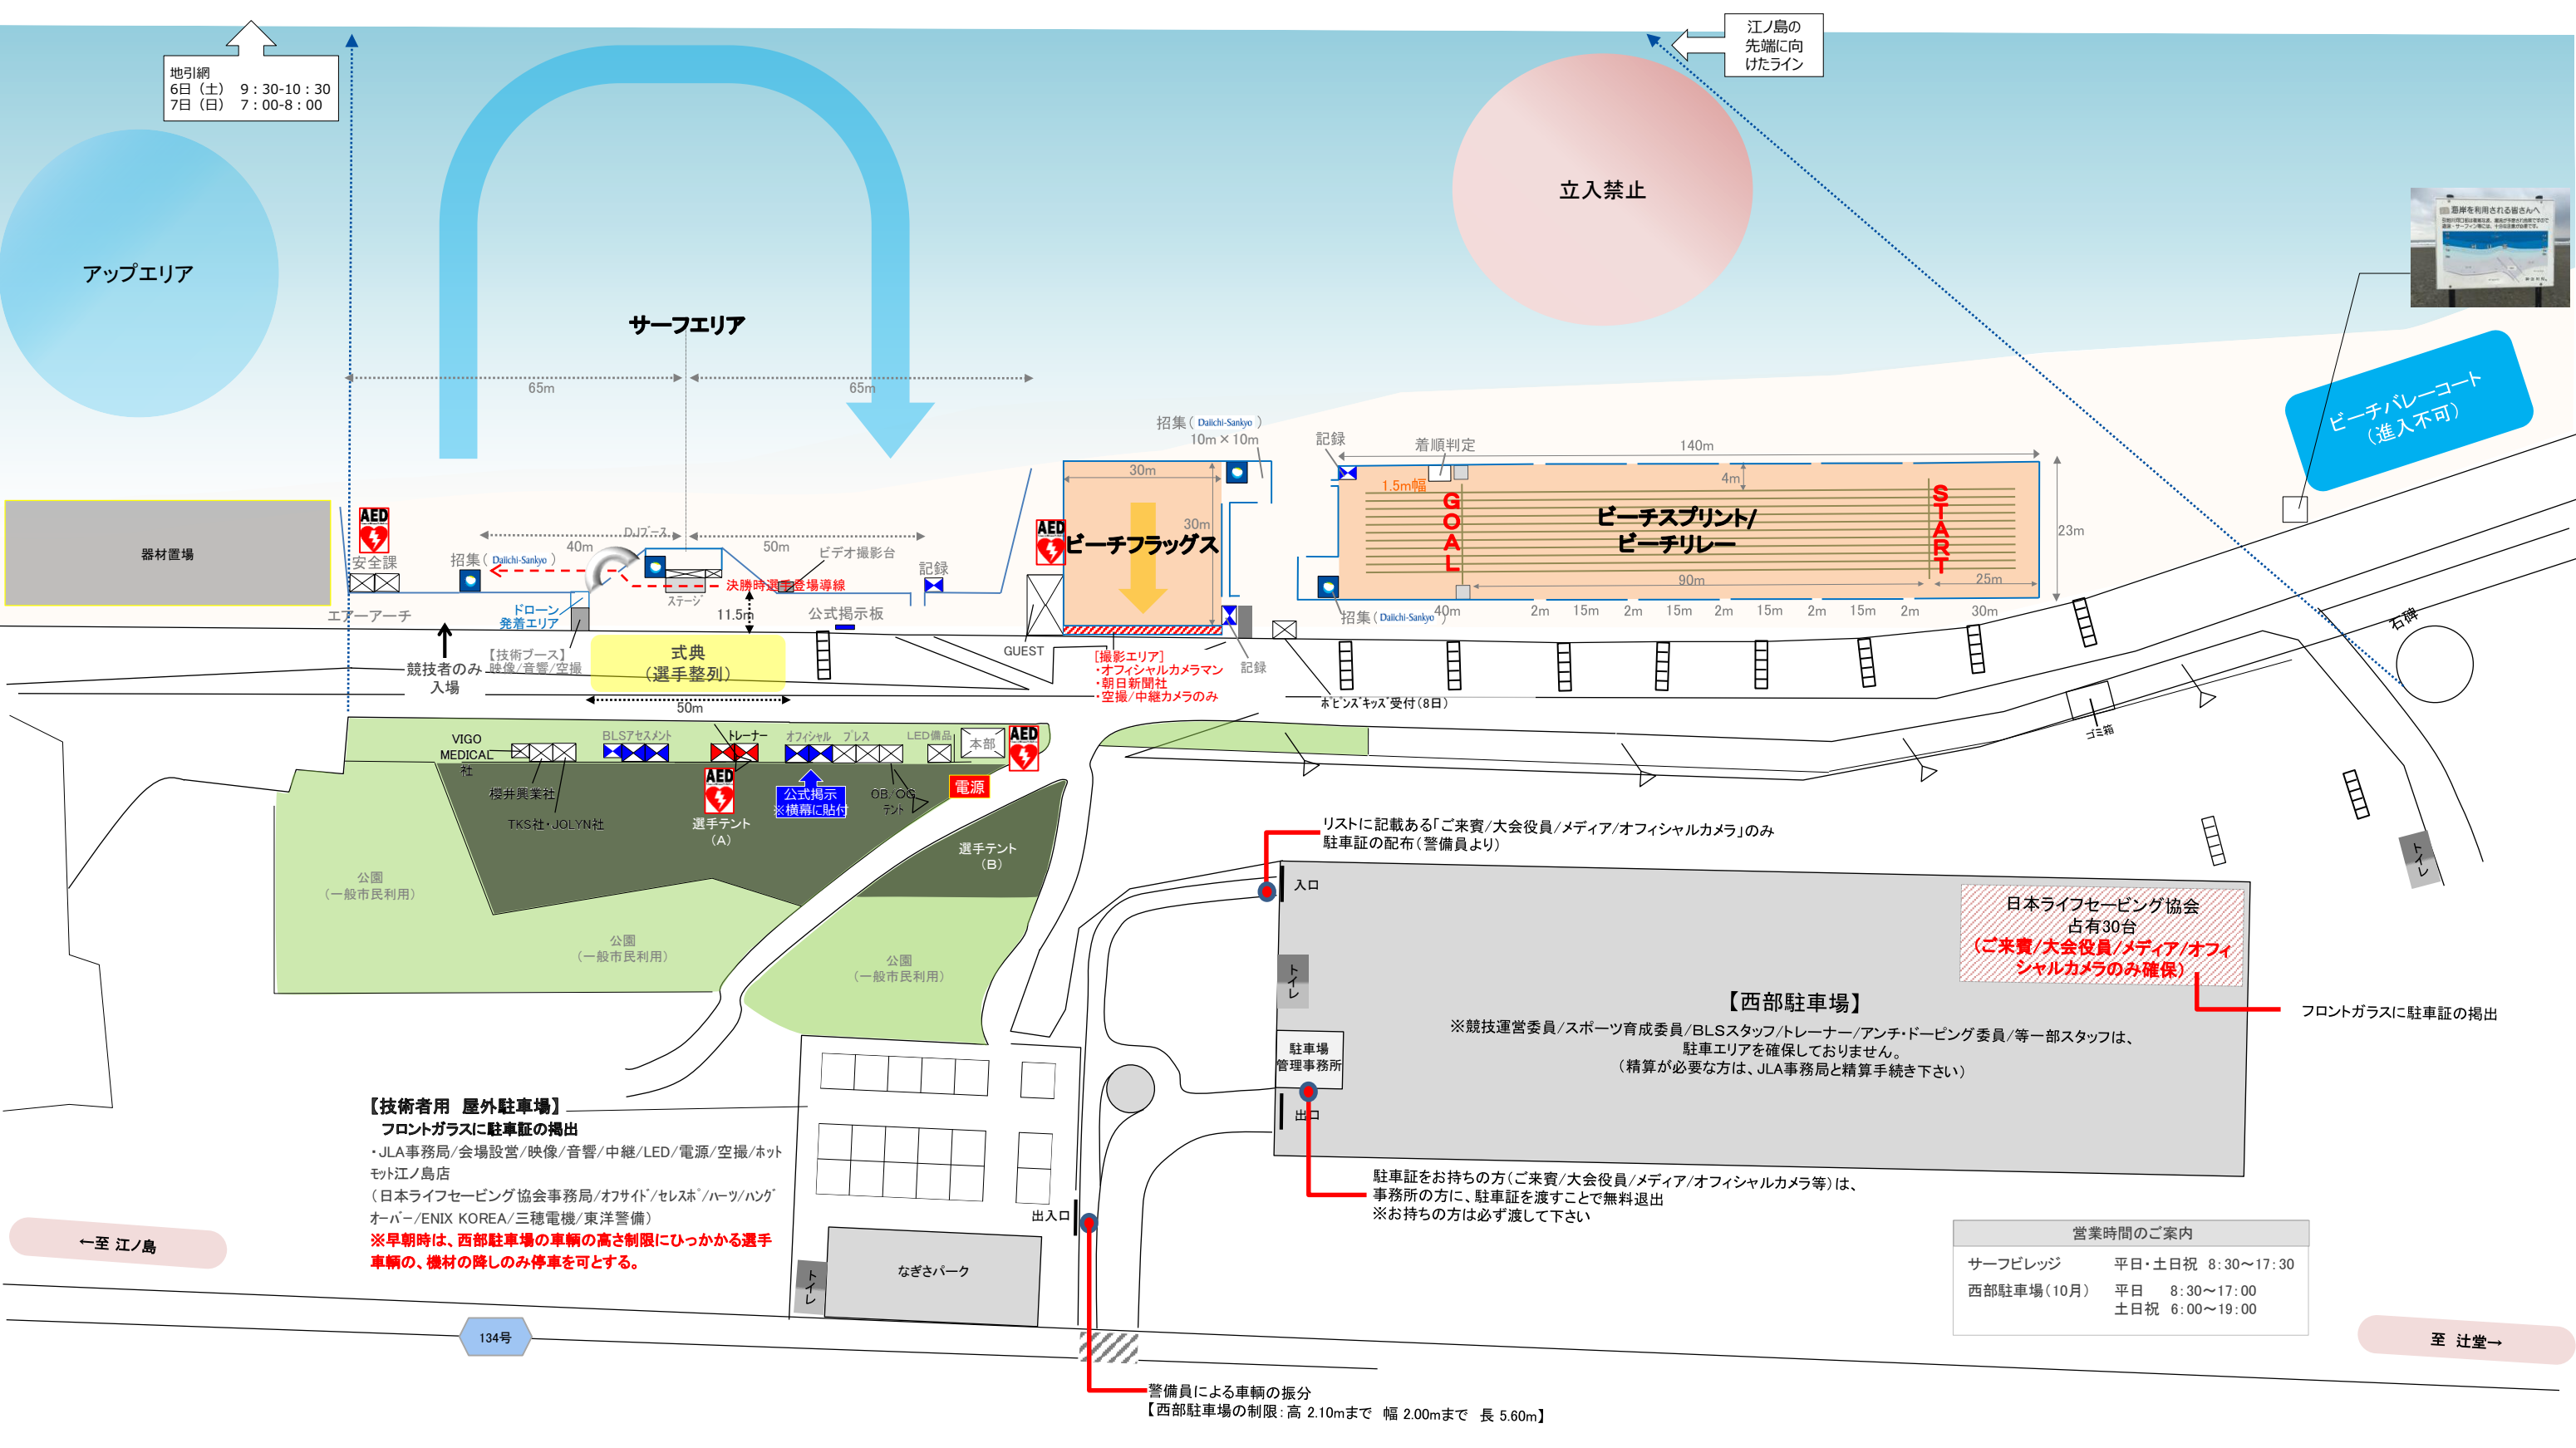 江ノ島の
先端に向
けたライン
地引網
6日（土） 9：30-10：30
7日（日） 7：00-8：00
立入禁止
アップエリア
海岸を利用される皆さんへ
サーフエリア
65m
65m
ビーチバレーコート
（進入不可）
招集（Daiichi-Sankyo）
10m×10m
記録
着順判定
140m
30m
1.5m幅
4m
GOAL
START
ビーチスプリント/
ビーチリレー
23m
90m
25m
30m
AED
ビーチフラッグス
器材置場
AED
安全課
40m
DJブース
50m
ビデオ撮影台
招集（Daiichi-Sankyo）
決勝時選手登場導線
記録
ステージ
エアーアーチ
ドローン
発着エリア
11.5m
公式掲示板
招集（Daiichi-Sankyo）
40m
2m
15m
2m
15m
2m
15m
2m
15m
2m
30m
石碑
競技者のみ
入場
【技術ブース】
映像/音響/空撮
式典
（選手整列）
50m
GUEST
［撮影エリア］
・オフィシャルカメラマン
・朝日新聞社
・空撮/中継カメラのみ
記録
ボビンズキッズ受付（8日）
ゴミ箱
VIGO
MEDICAL
社
BLSアセスメント
トレーナー
オフィシャル
プレス
LED備品
本部
AED
櫻井興業社
TKS社・JOLYN社
AED
選手テント
（A）
公式掲示
※横幕に貼付
OB/OG
テント
電源
選手テント
（B）
公園
（一般市民利用）
公園
（一般市民利用）
公園
（一般市民利用）
リストに記載ある「ご来賓/大会役員/メディア/オフィシャルカメラ」のみ
駐車証の配布（警備員より）
入口
トイレ
トイレ
日本ライフセービング協会
占有30台
（ご来賓/大会役員/メディア/オフィ
シャルカメラのみ確保）
フロントガラスに駐車証の掲出
【西部駐車場】
※競技運営委員/スポーツ育成委員/BLSスタッフ/トレーナー/アンチ・ドーピング委員/等一部スタッフは、
駐車エリアを確保しておりません。
（精算が必要な方は、JLA事務局と精算手続き下さい）
駐車場
管理事務所
出口
【技術者用　屋外駐車場】
フロントガラスに駐車証の掲出
・JLA事務局/会場設営/映像/音響/中継/LED/電源/空撮/ホット
モット江ノ島店
（日本ライフセービング協会事務局/オフサイド/セレスポ/ハーツ/ハング
オーバー/ENIX KOREA/三穂電機/東洋警備）
※早朝時は、西部駐車場の車輌の高さ制限にひっかかる選手
車輌の、機材の降しのみ停車を可とする。
駐車証をお持ちの方（ご来賓/大会役員/メディア/オフィシャルカメラ等）は、
事務所の方に、駐車証を渡すことで無料退出
※お持ちの方は必ず渡して下さい
出入口
トイレ
なぎさパーク
←至 江ノ島
134号
営業時間のご案内
サーフビレッジ　平日・土日祝 8：30～17：30
西部駐車場（10月）　平日 8：30～17：00
土日祝 6：00～19：00
至 辻堂→
警備員による車輌の振分
【西部駐車場の制限：高 2.10mまで　幅 2.00mまで　長 5.60m】